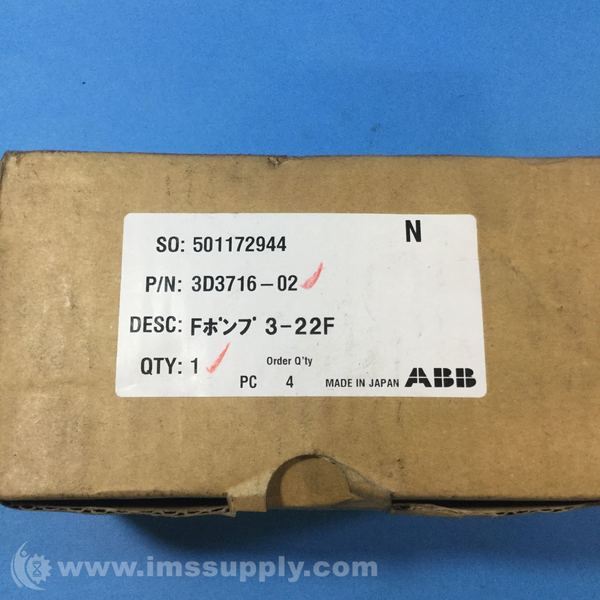 N
SO: 501172944
P/N: 3D3716-02
DESC: Fポンプ 3-22F
QTY: 1
Order Q'ty
PC 4 MADE IN JAPAN ABB
www.imssupply.com